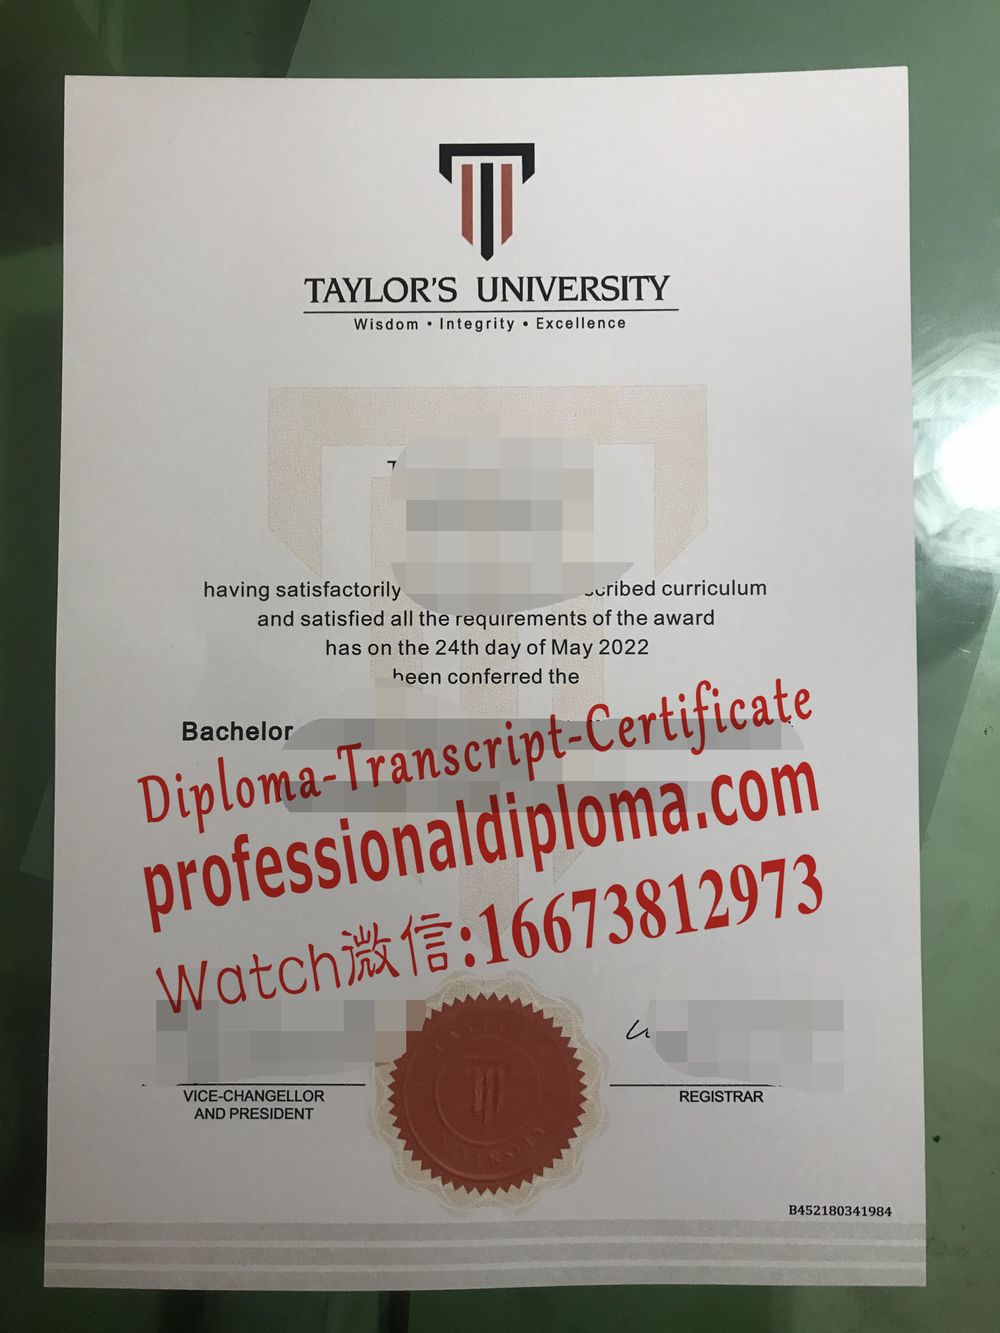 TAYLOR'S UNIVERSITY
Wisdom • Integrity • Excellence
having satisfactorily curriculum
and satisfied all the requirements of the award
has on the 24th day of May 2022
been conferred the
Bachelor
Diploma-Transcript-Certificate
professionaldiploma.com
Watch微信:16673812973
VICE-CHANGELLOR
AND PRESIDENT
REGISTRAR
B452180341984